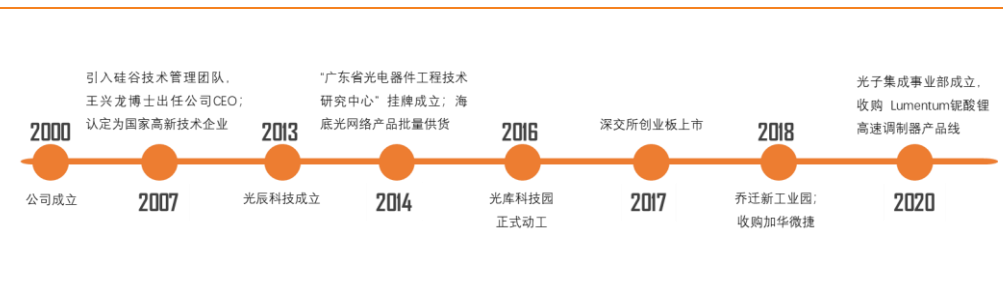 2000
公司成立
引入硅谷技术管理团队，
王兴龙博士出任公司CEO；
认定为国家高新技术企业
2007
2013
光辰科技成立
“广东省光电器件工程技术
研究中心”挂牌成立；海
底光网络产品批量供货
2014
2016
光库科技园
正式动工
深交所创业板上市
2017
2018
乔迁新工业园；
收购加华微捷
光子集成事业部成立，
收购 Lumentum铌酸锂
高速调制器产品线
2020